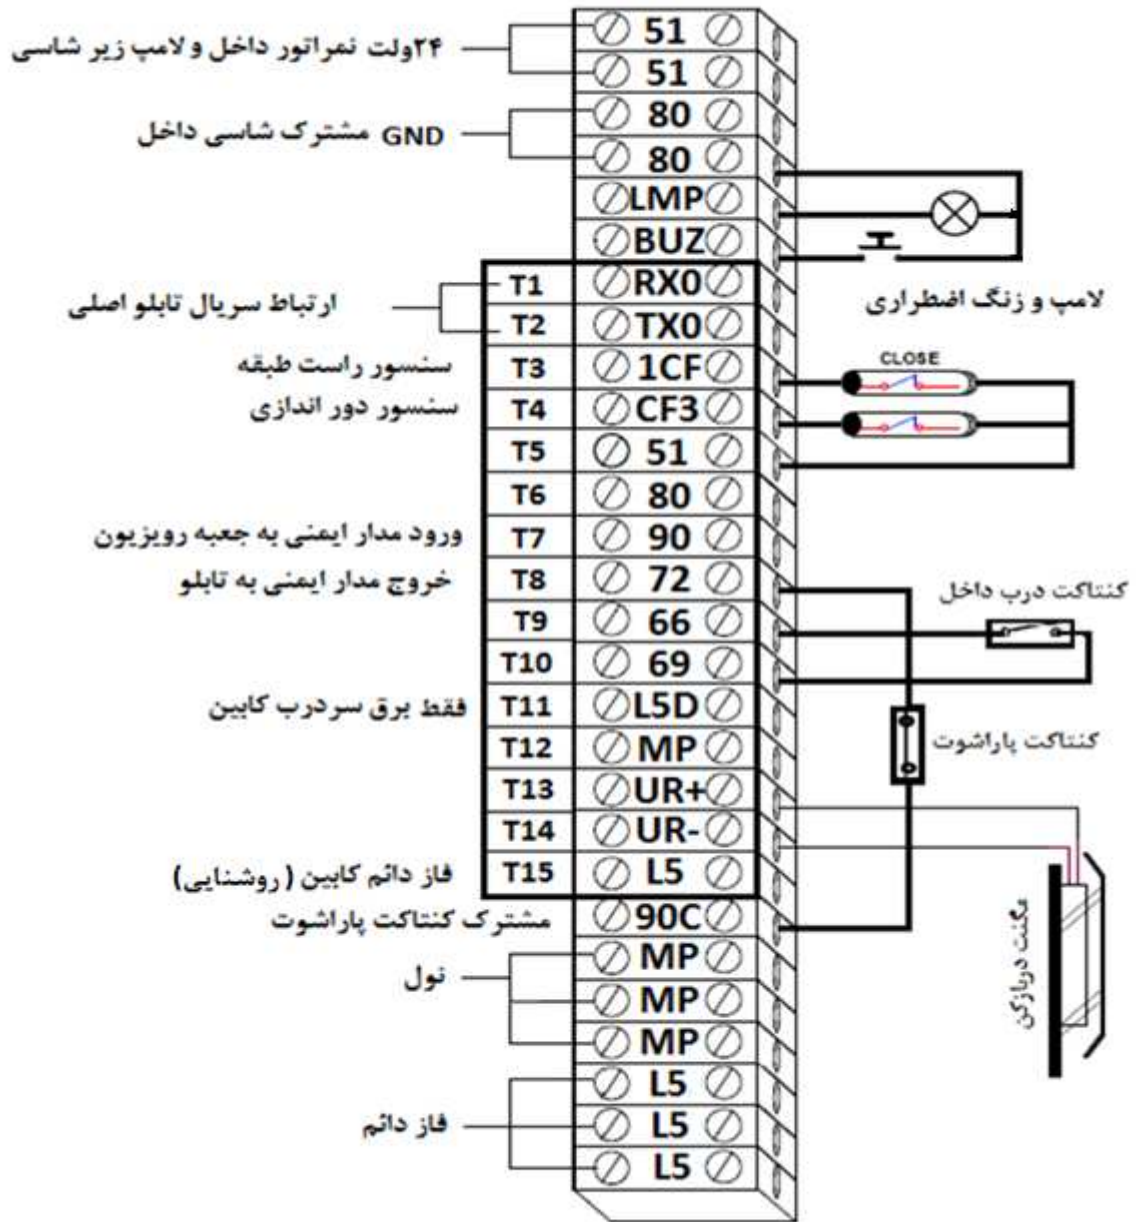 51
۲۴ولت نمراتور داخل و لامپ زیر شاسی
51
80
GND مشترک شاسی داخل
80
LMP
BUZ
لامپ و زنگ اضطراری
T1 RX0
ارتباط سریال تابلو اصلی
T2 TX0
سنسور راست طبقه T3 1CF
CLOSE
سنسور دور اندازی T4 CF3
T5 51
T6 80
ورود مدار ایمنی به جعبه رویزیون T7 90
خروج مدار ایمنی به تابلو T8 72
کنتاکت درب داخل
T9 66
T10 69
فقط برق سردرب کابین T11 L5D
کنتاکت پاراشوت
T12 MP
T13 UR+
T14 UR-
فاز دائم کابین (روشنایی) T15 L5
مشترک کنتاکت پاراشوت 90C
مگنت دربازکن
MP
نول
MP
MP
L5
فاز دائم
L5
L5